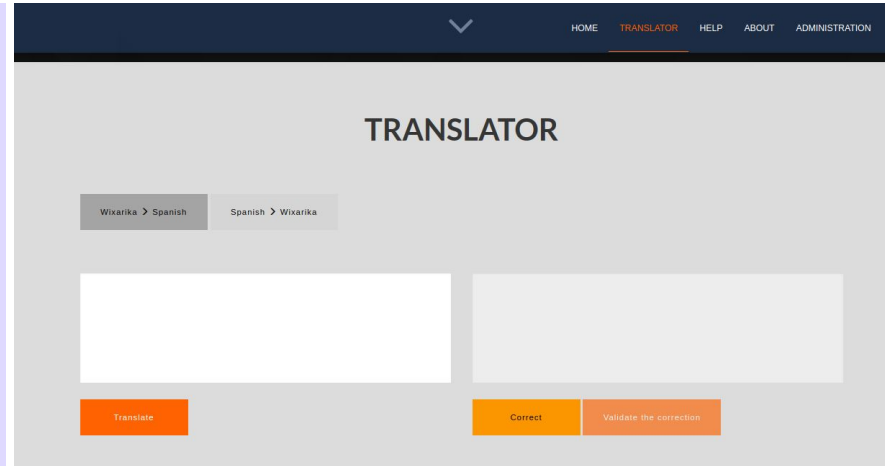 HOME TRANSLATOR HELP ABOUT ADMINISTRATION
TRANSLATOR
Wixarika > Spanish Spanish > Wixarika
Translate Correct Validate the correction